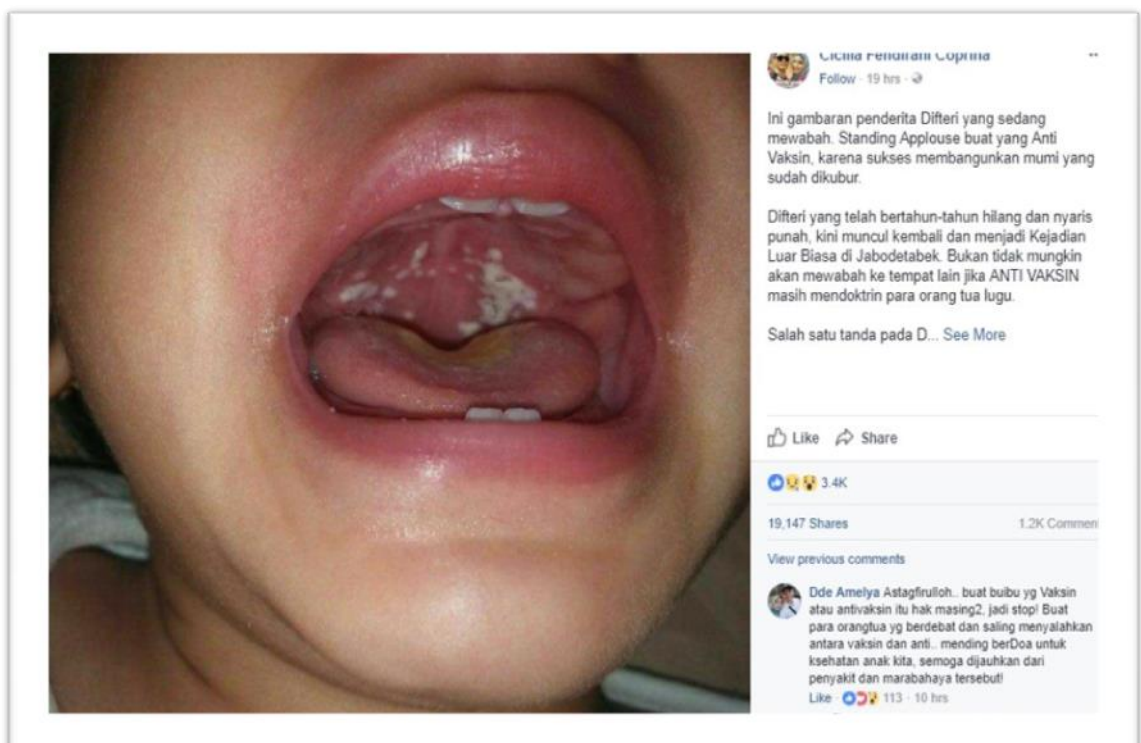 Cicilia Fendirani Coprina
Follow · 19 hrs ·
Ini gambaran penderita Difteri yang sedang
mewabah. Standing Applouse buat yang Anti
Vaksin, karena sukses membangunkan mumi yang
sudah dikubur.
Difteri yang telah bertahun-tahun hilang dan nyaris
punah, kini muncul kembali dan menjadi Kejadian
Luar Biasa di Jabodetabek. Bukan tidak mungkin
akan mewabah ke tempat lain jika ANTI VAKSIN
masih mendoktrin para orang tua lugu.
Salah satu tanda pada D... See More
Like Share
3.4K
19,147 Shares 1.2K Commen
View previous comments
Dde Amelya Astagfirulloh.. buat buibu yg Vaksin
atau antivaksin itu hak masing2, jadi stop! Buat
para orangtua yg berdebat dan saling menyalahkan
antara vaksin dan anti.. mending berDoa untuk
ksehatan anak kita, semoga dijauhkan dari
penyakit dan marabahaya tersebut!
Like · 113 · 10 hrs